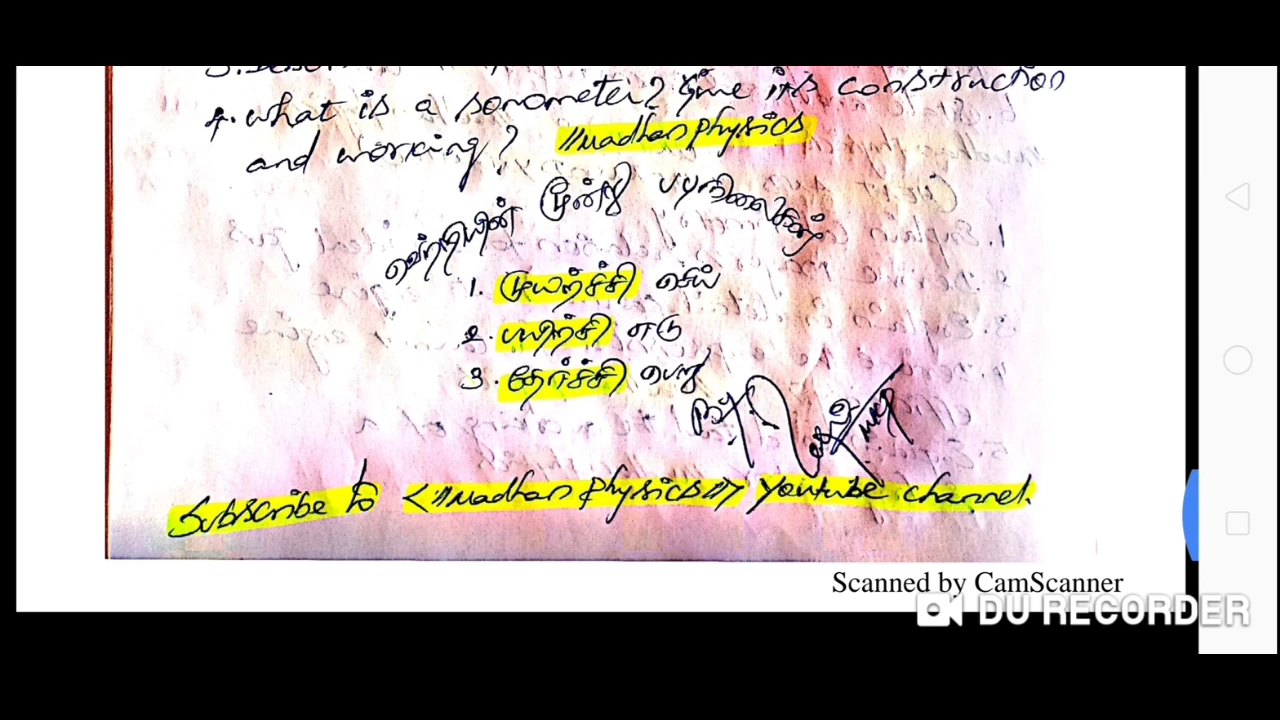 4. What is a sonometer? Give its construction
and working? //Madhan physics
வெற்றியின் மூன்று படிநிலைகள்
1. முயற்ச்சி செய்
2. பயிற்சி எடு
3. தேர்ச்சி பெறு
By
Subscribe to <//Madhan physics//> Youtube channel.
Scanned by CamScanner
DU RECORDER